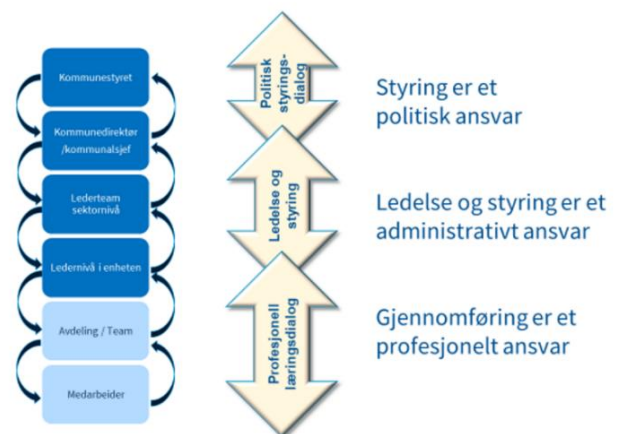 Kommunestyret
Kommunedirektør
/kommunalsjef
Lederteam
sektornivå
Ledernivå i enheten
Avdeling / Team
Medarbeider
Politisk
styrings-
dialog
Ledelse og
styring
Profesjonell
læringsdialog
Styring er et
politisk ansvar
Ledelse og styring er et
administrativt ansvar
Gjennomføring er et
profesjonelt ansvar